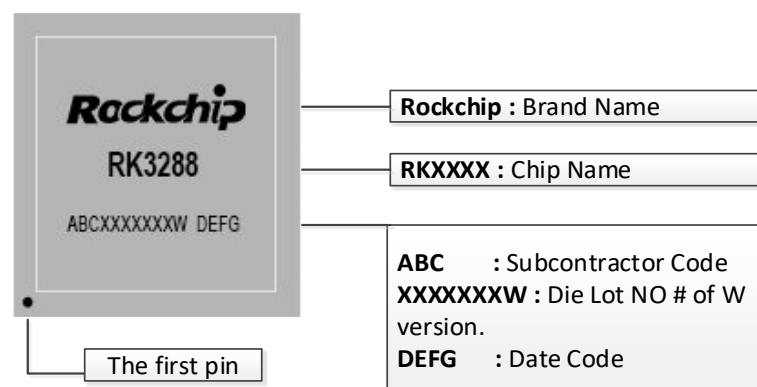 Rockchip
RK3288
ABCXXXXXXXW DEFG
The first pin
Rockchip : Brand Name
RKXXXX : Chip Name
ABC : Subcontractor Code
XXXXXXXW : Die Lot NO # of W
version.
DEFG : Date Code